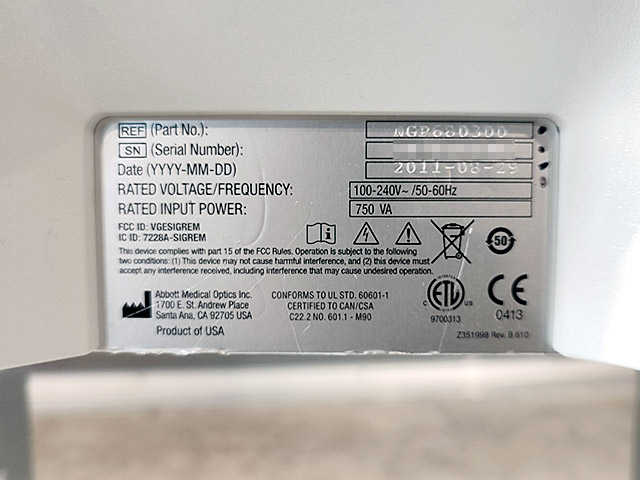 REF (Part No.): NGP680300
SN (Serial Number):
Date (YYYY-MM-DD) 2011-08-29
RATED VOLTAGE/FREQUENCY: 100-240V~ /50-60Hz
RATED INPUT POWER: 750 VA
FCC ID: VGESIGREM
IC ID: 7228A-SIGREM
This device complies with part 15 of the FCC Rules. Operation is subject to the following
two conditions: (1) This device may not cause harmful interference, and (2) this device must
accept any interference received, including interference that may cause undesired operation.
50
Abbott Medical Optics Inc.
1700 E. St. Andrew Place
Santa Ana, CA 92705 USA
Product of USA
CONFORMS TO UL STD. 60601-1
CERTIFIED TO CAN/CSA
C22.2 NO. 601.1 - M90
C ETL US
9700313
CE
0413
Z351998 Rev. B 610